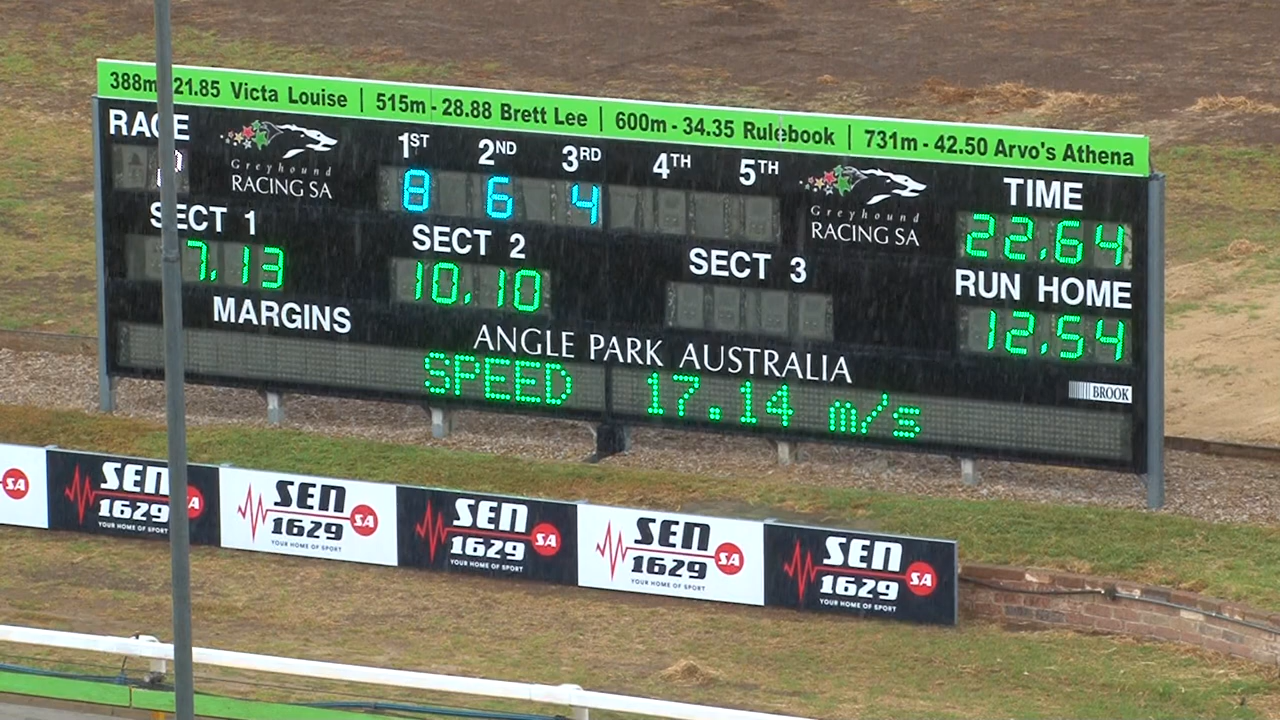 388m 21.85 Victa Louise | 515m - 28.88 Brett Lee | 600m - 34.35 Rulebook | 731m - 42.50 Arvo's Athena
RACE
Greyhound
RACING SA
1ST 2ND 3RD 4TH 5TH
8 6 4
Greyhound
RACING SA
TIME
22.64
SECT 1
7.13
SECT 2
10.10
SECT 3
RUN HOME
12.54
MARGINS
ANGLE PARK AUSTRALIA
SPEED 17.14 m/s
BROOK
SA
SEN
1629
YOUR HOME OF SPORT
SEN
1629
SA
YOUR HOME OF SPORT
SEN
1629
SA
YOUR HOME OF SPORT
SEN
1629
SA
YOUR HOME OF SPORT
SEN
1629
SA
YOUR HOME OF SPORT